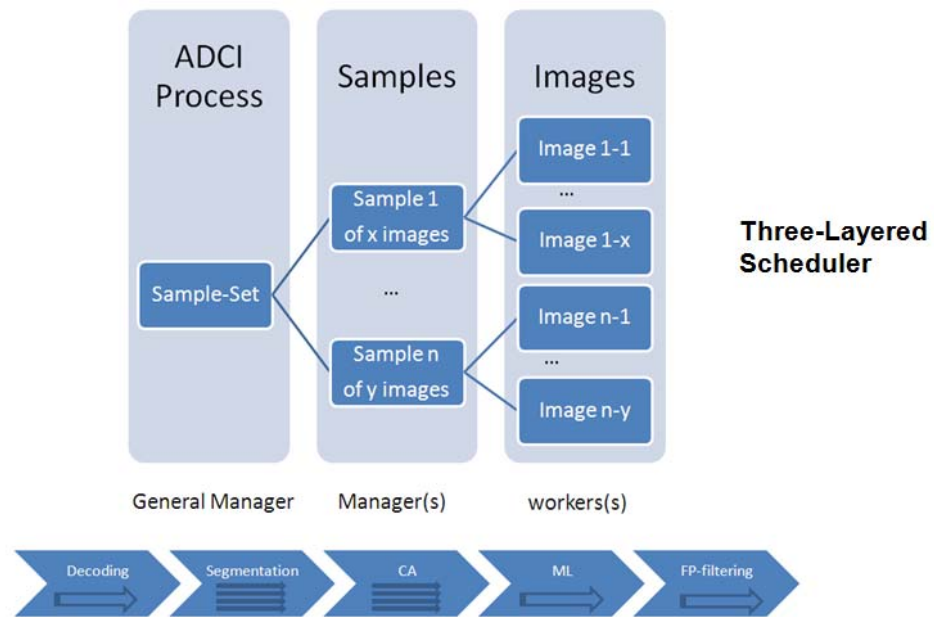 ADCI
Process
Samples
Images
Sample-Set
Sample 1
of x images
...
Sample n
of y images
Image 1-1
...
Image 1-x
Image n-1
...
Image n-y
Three-Layered
Scheduler
General Manager
Manager(s)
workers(s)
Decoding
Segmentation
CA
ML
FP-filtering